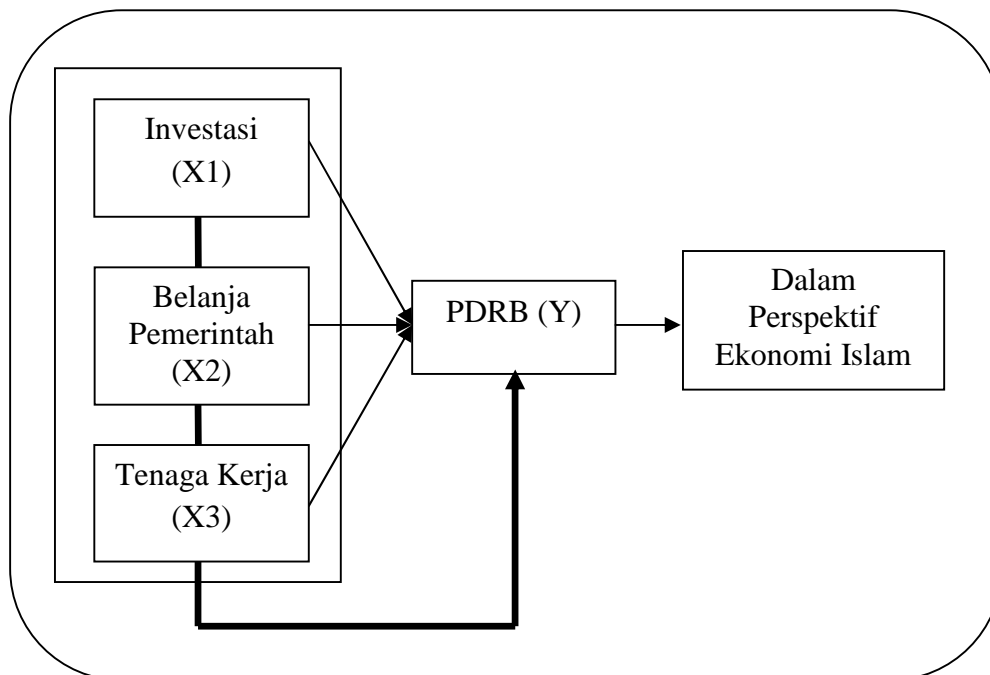 Investasi
(X1)
Belanja
Pemerintah
(X2)
Tenaga Kerja
(X3)
PDRB (Y)
Dalam
Perspektif
Ekonomi Islam